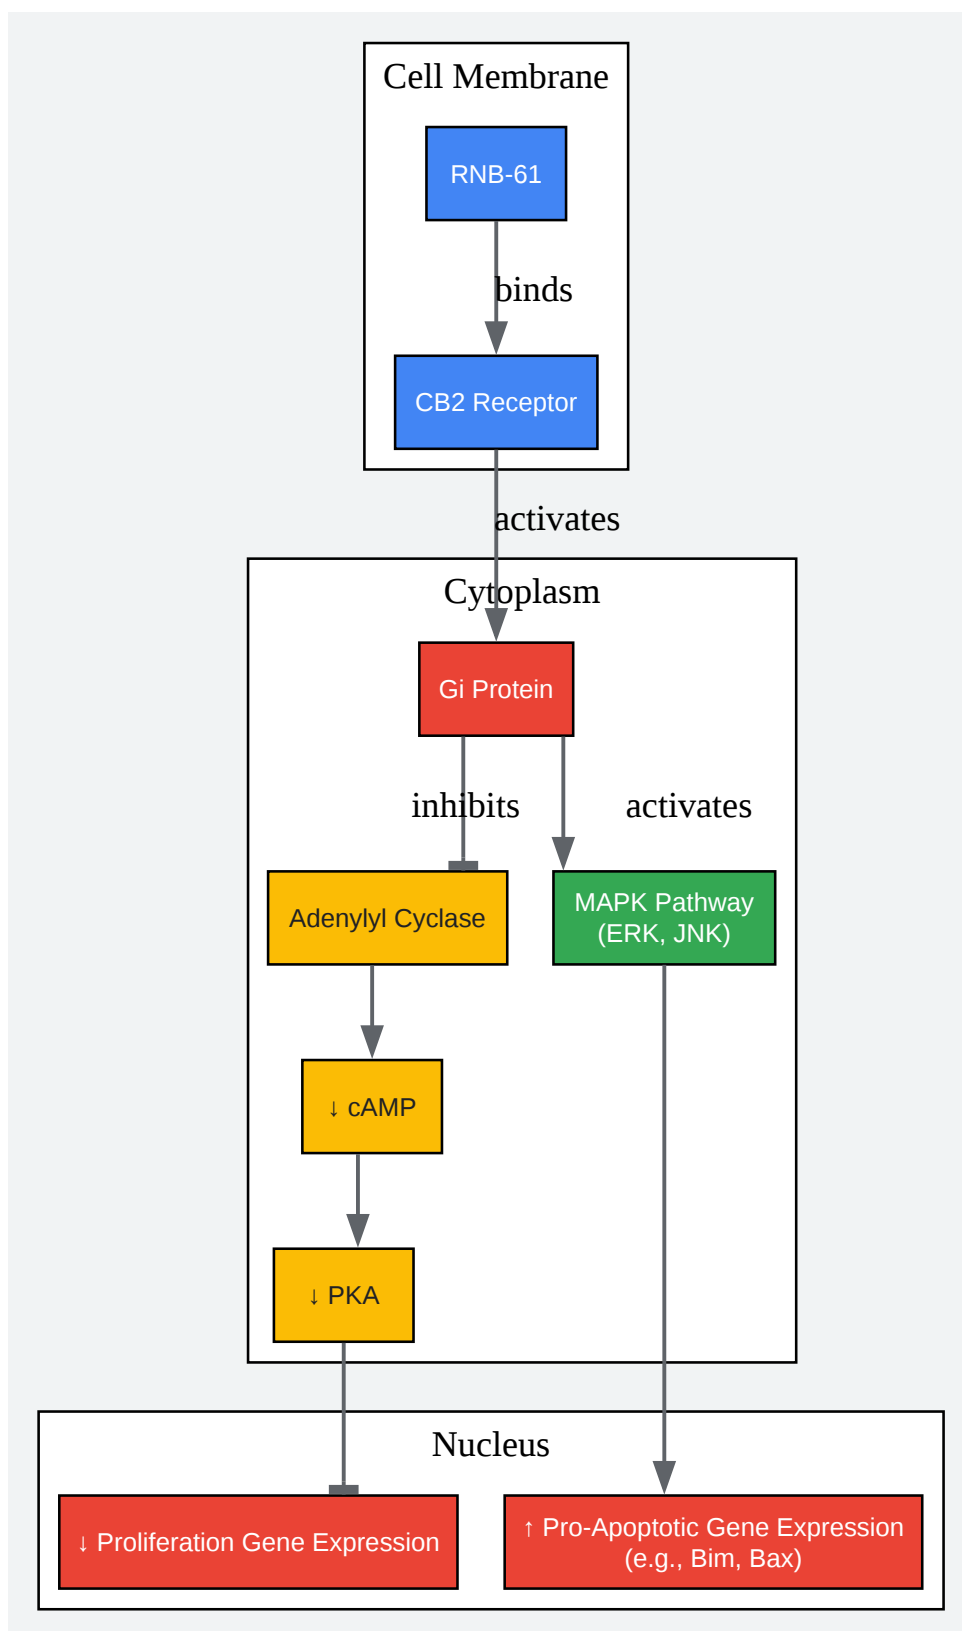 Cell Membrane
RNB-61
binds
CB2 Receptor
activates
Cytoplasm
Gi Protein
inhibits
activates
Adenylyl Cyclase
MAPK Pathway
(ERK, JNK)
↓ cAMP
↓ PKA
Nucleus
↓ Proliferation Gene Expression
↑ Pro-Apoptotic Gene Expression
(e.g., Bim, Bax)